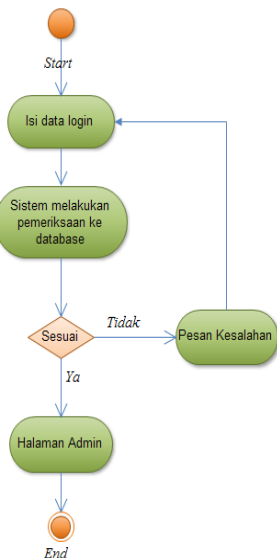 Start
Isi data login
Sistem melakukan
pemeriksaan ke
database
Sesuai
Tidak
Pesan Kesalahan
Ya
Halaman Admin
End